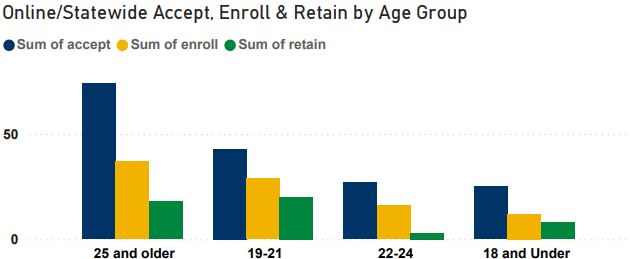 Online/Statewide Accept, Enroll & Retain by Age Group
Sum of accept Sum of enroll Sum of retain
50
0
25 and older 19-21 22-24 18 and Under